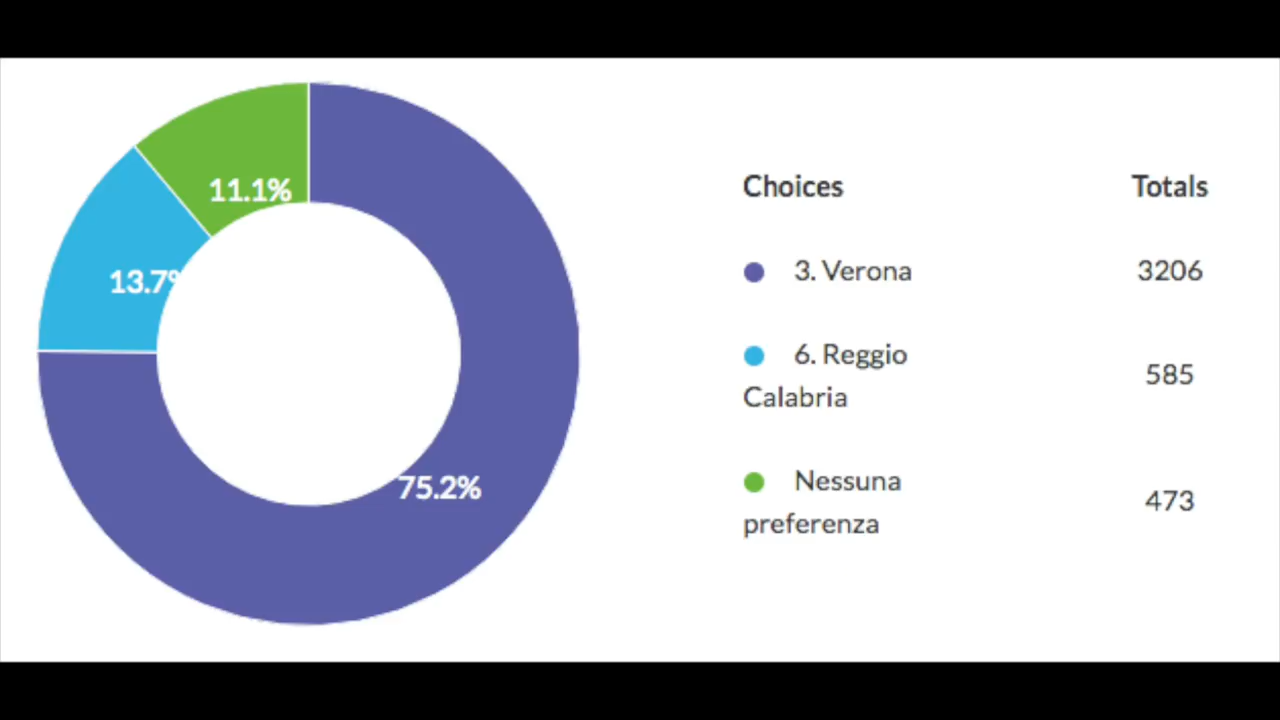 11.1%
13.7%
75.2%
Choices Totals
3. Verona 3206
6. Reggio
Calabria 585
Nessuna
preferenza 473